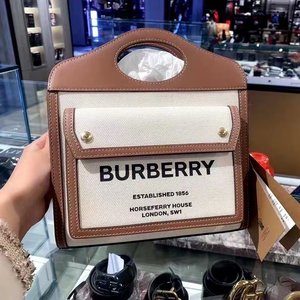 BURBERRY
ESTABLISHED 1856
HORSEFERRY HOUSE
LONDON, SW1